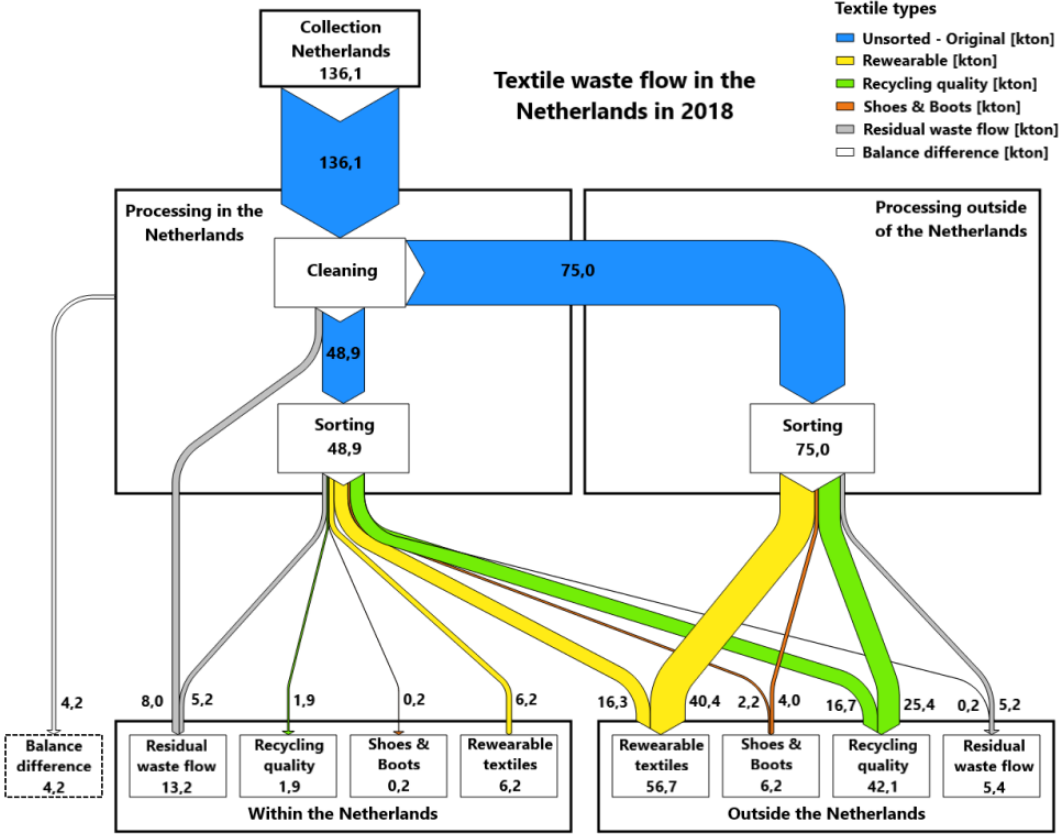 Collection
Netherlands
136,1
Textile waste flow in the
Netherlands in 2018
Textile types
Unsorted - Original [kton]
Rewearable [kton]
Recycling quality [kton]
Shoes & Boots [kton]
Residual waste flow [kton]
Balance difference [kton]
136,1
Processing in the
Netherlands
Processing outside
of the Netherlands
Cleaning
75,0
48,9
Sorting
48,9
Sorting
75,0
4,2
8,0
5,2
1,9
0,2
6,2
16,3
40,4
2,2
4,0
16,7
25,4
0,2
5,2
Balance
difference
4,2
Residual
waste flow
13,2
Recycling
quality
1,9
Shoes &
Boots
0,2
Rewearable
textiles
6,2
Rewearable
textiles
56,7
Shoes &
Boots
6,2
Recycling
quality
42,1
Residual
waste flow
5,4
Within the Netherlands
Outside the Netherlands